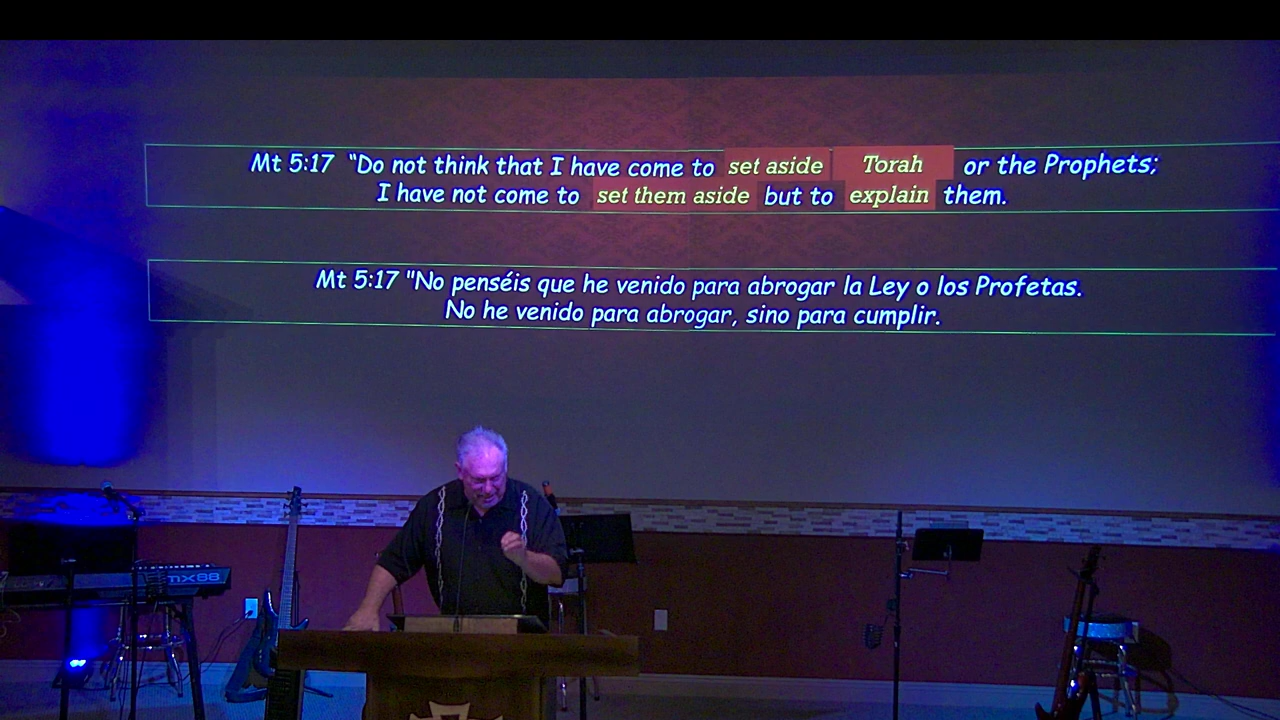 Mt 5:17 “Do not think that I have come to set aside Torah or the Prophets;
I have not come to set them aside but to explain them.
Mt 5:17 "No penséis que he venido para abrogar la Ley o los Profetas.
No he venido para abrogar, sino para cumplir.
mx88